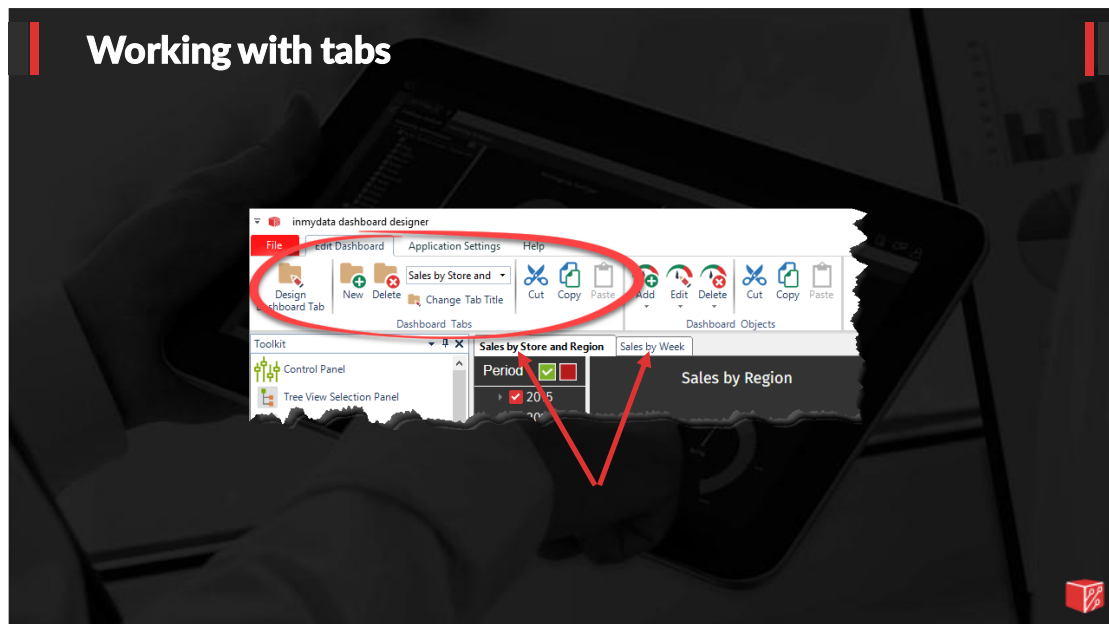 Working with tabs
inmydata dashboard designer
File Edit Dashboard Application Settings Help
Design Dashboard Tab
New Delete
Sales by Store and
Change Tab Title
Cut Copy Paste
Add Edit Delete
Cut Copy Paste
Dashboard Tabs
Dashboard Objects
Toolkit
Sales by Store and Region Sales by Week
Control Panel
Period
Sales by Region
Tree View Selection Panel